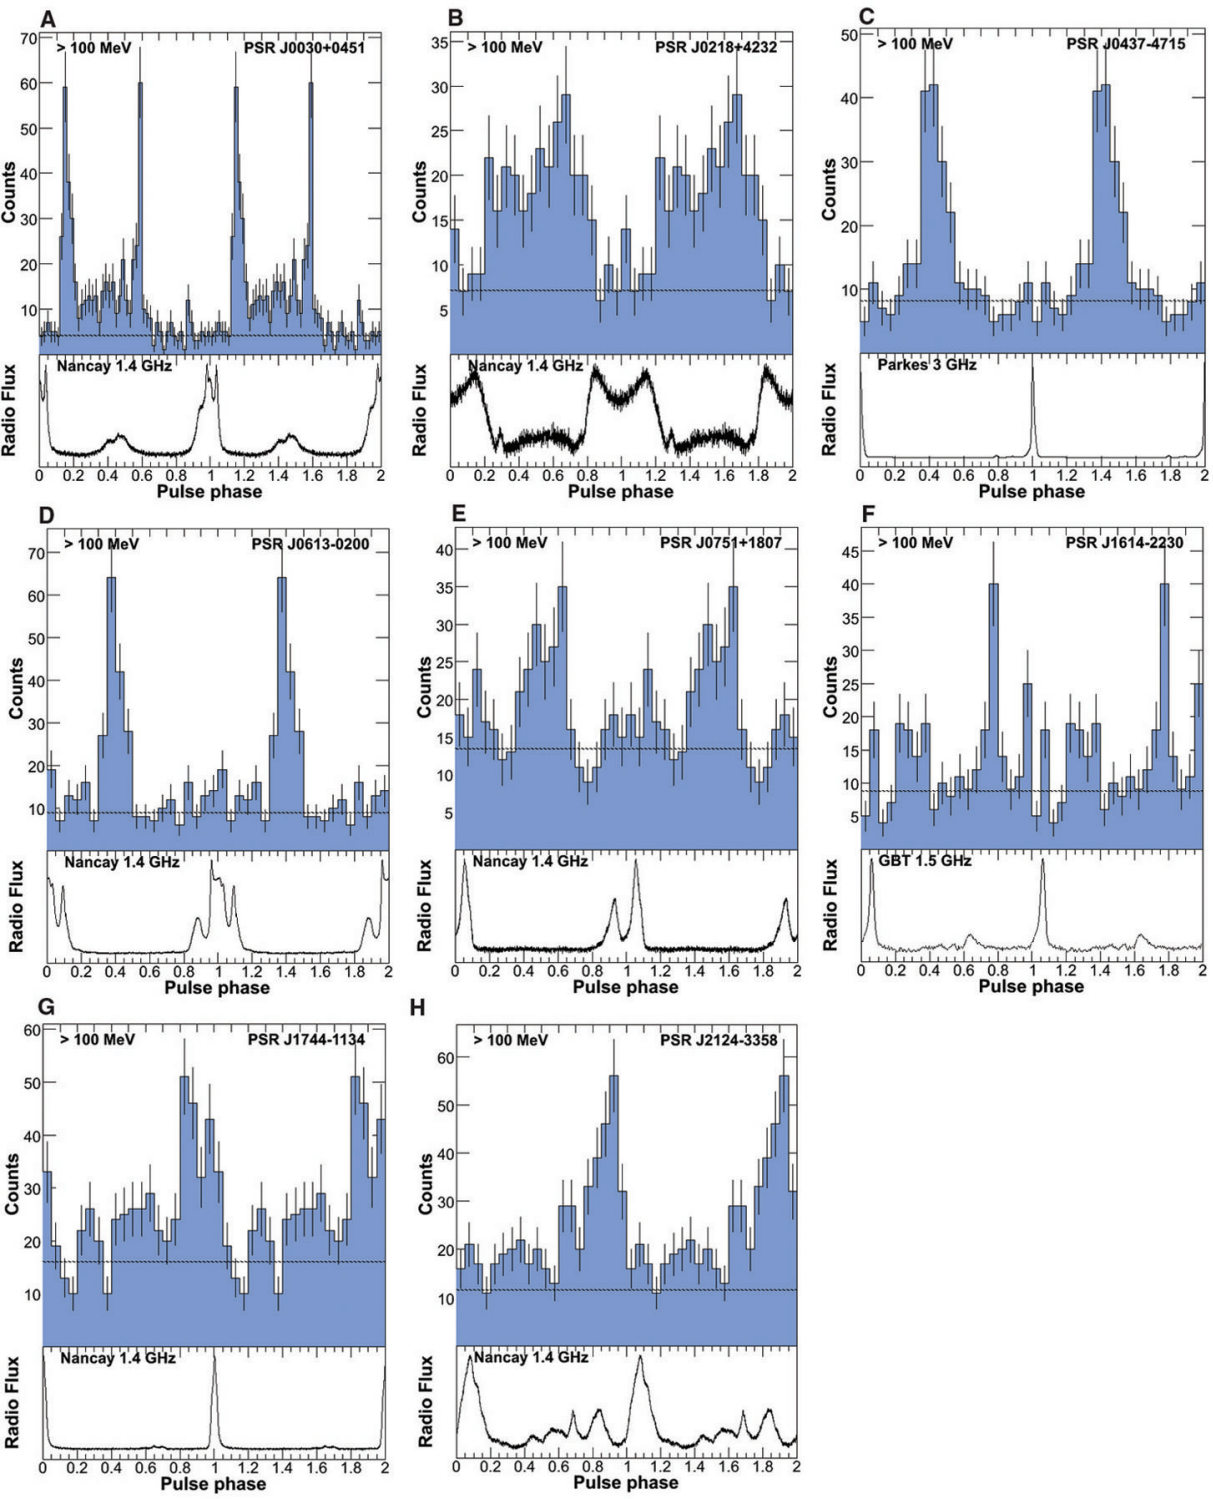 A
> 100 MeV PSR J0030+0451
70
60
50
40
30
20
10
Counts
Nancay 1.4 GHz
Radio Flux
0 0.2 0.4 0.6 0.8 1 1.2 1.4 1.6 1.8 2
Pulse phase
B
> 100 MeV PSR J0218+4232
35
30
25
20
15
10
5
Counts
Nancay 1.4 GHz
Radio Flux
0 0.2 0.4 0.6 0.8 1 1.2 1.4 1.6 1.8 2
Pulse phase
C
> 100 MeV PSR J0437-4715
50
40
30
20
10
Counts
Parkes 3 GHz
Radio Flux
0 0.2 0.4 0.6 0.8 1 1.2 1.4 1.6 1.8 2
Pulse phase
D
> 100 MeV PSR J0613-0200
70
60
50
40
30
20
10
Counts
Nancay 1.4 GHz
Radio Flux
0 0.2 0.4 0.6 0.8 1 1.2 1.4 1.6 1.8 2
Pulse phase
E
> 100 MeV PSR J0751+1807
40
35
30
25
20
15
10
5
Counts
Nancay 1.4 GHz
Radio Flux
0 0.2 0.4 0.6 0.8 1 1.2 1.4 1.6 1.8 2
Pulse phase
F
> 100 MeV PSR J1614-2230
45
40
35
30
25
20
15
10
5
Counts
GBT 1.5 GHz
Radio Flux
0 0.2 0.4 0.6 0.8 1 1.2 1.4 1.6 1.8 2
Pulse phase
G
> 100 MeV PSR J1744-1134
60
50
40
30
20
10
Counts
Nancay 1.4 GHz
Radio Flux
0 0.2 0.4 0.6 0.8 1 1.2 1.4 1.6 1.8 2
Pulse phase
H
> 100 MeV PSR J2124-3358
60
50
40
30
20
10
Counts
Nancay 1.4 GHz
Radio Flux
0 0.2 0.4 0.6 0.8 1 1.2 1.4 1.6 1.8 2
Pulse phase